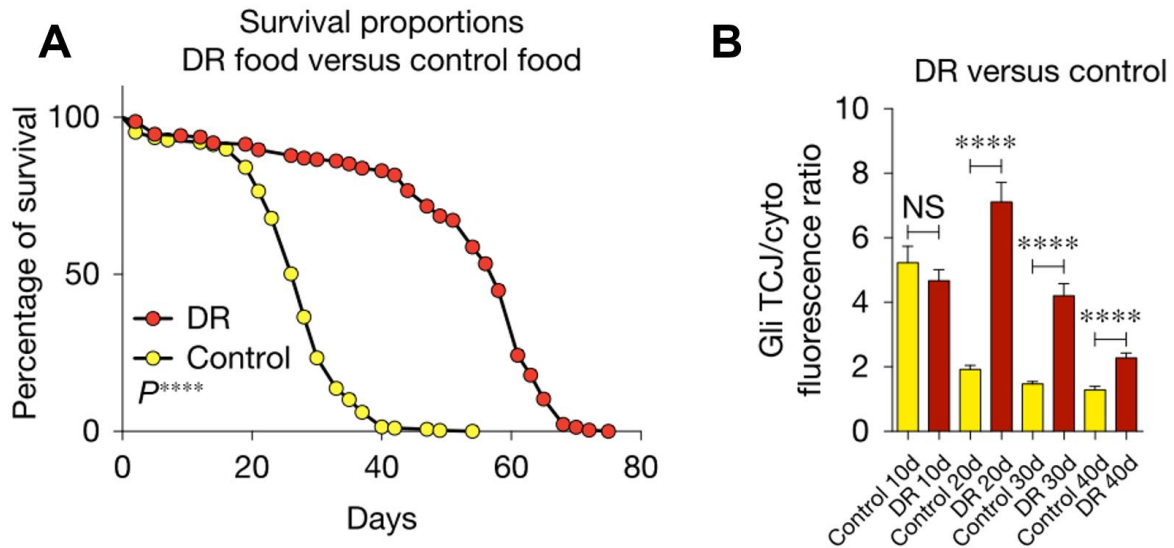 A
Survival proportions
DR food versus control food
Percentage of survival
100
50
0
DR
Control
P****
0 20 40 60 80
Days
B
DR versus control
Gli TCJ/cyto
fluorescence ratio
10
8
6
4
2
0
NS
****
****
****
Control 10d
DR 10d
Control 20d
DR 20d
Control 30d
DR 30d
Control 40d
DR 40d